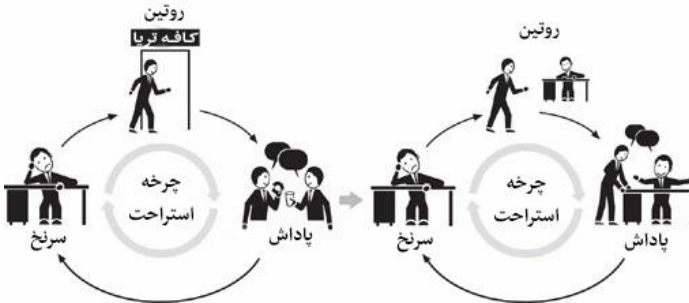 روتین
کافه تریا
چرخه
استراحت
سرنخ
پاداش
روتین
چرخه
استراحت
سرنخ
پاداش